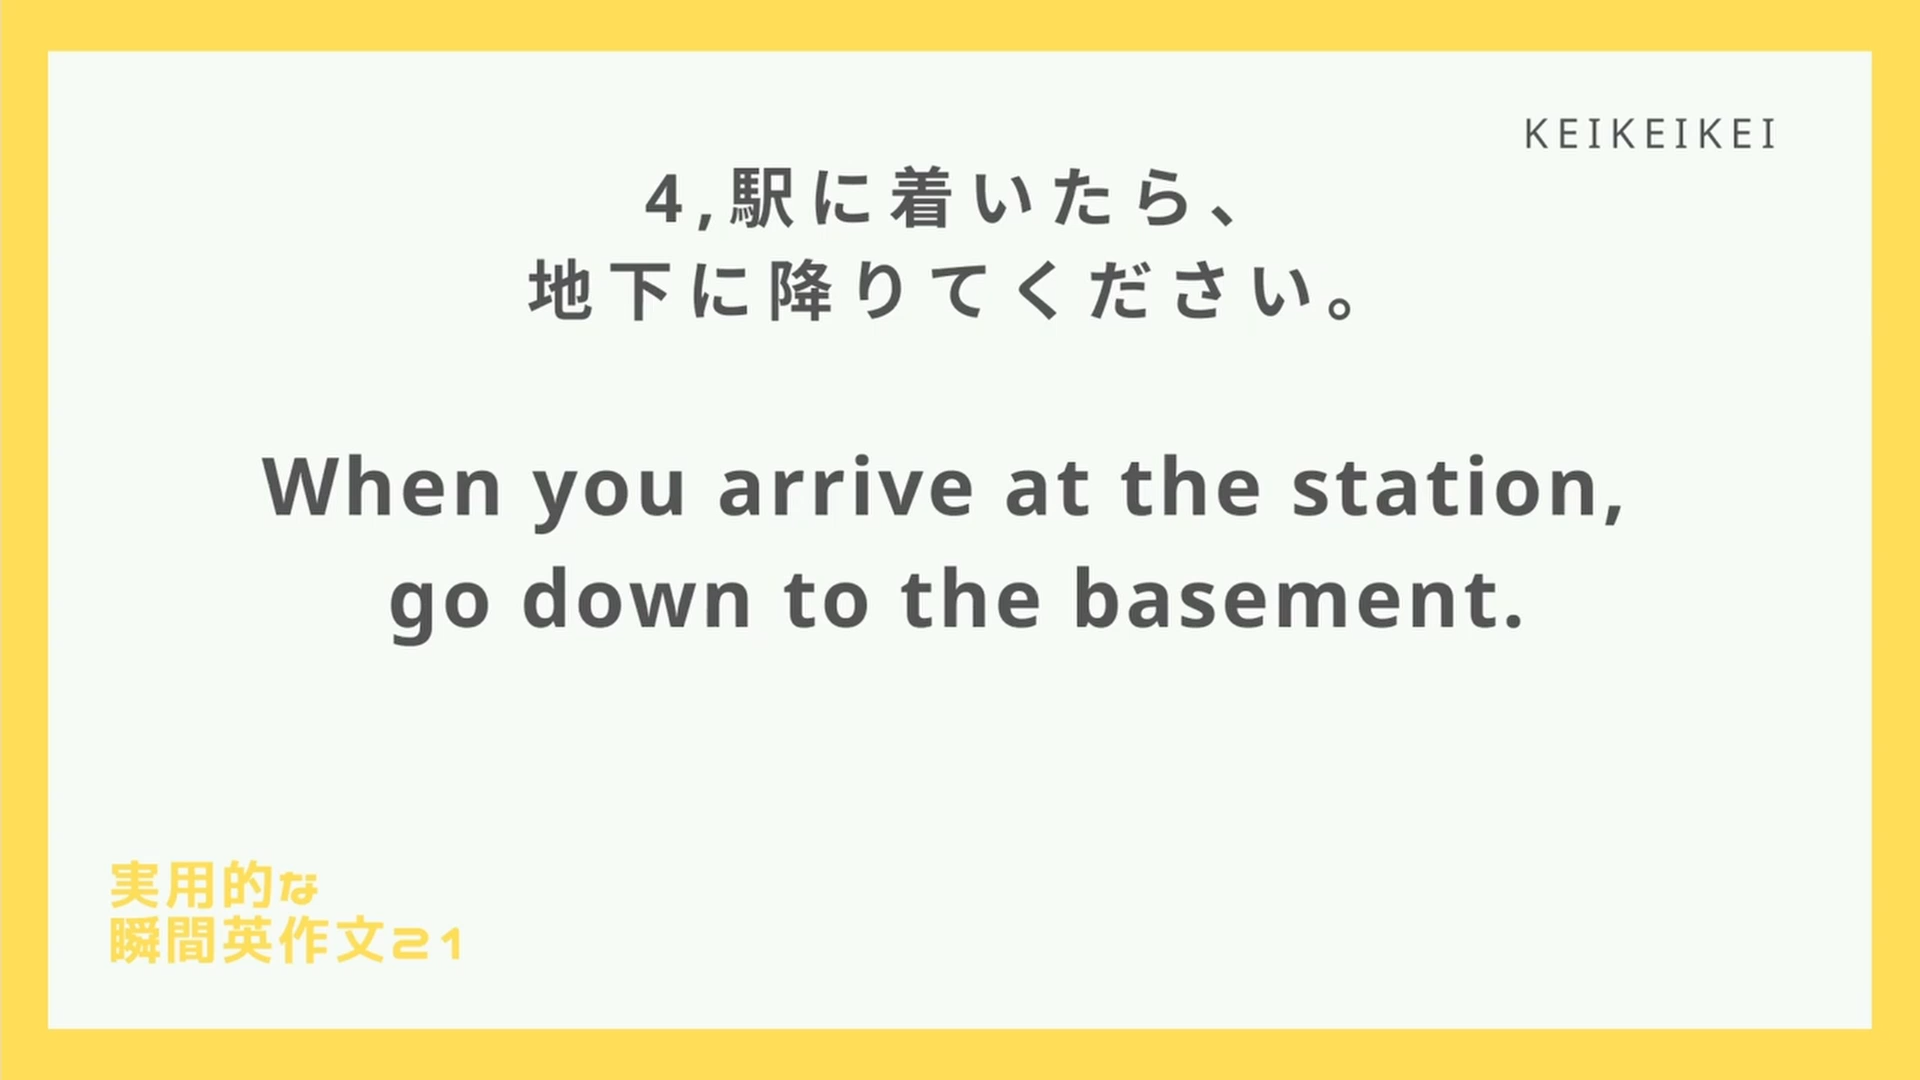 KEIKEIKEI
4,駅に着いたら、
地下に降りてください。
When you arrive at the station,
go down to the basement.
実用的な
瞬間英作文21